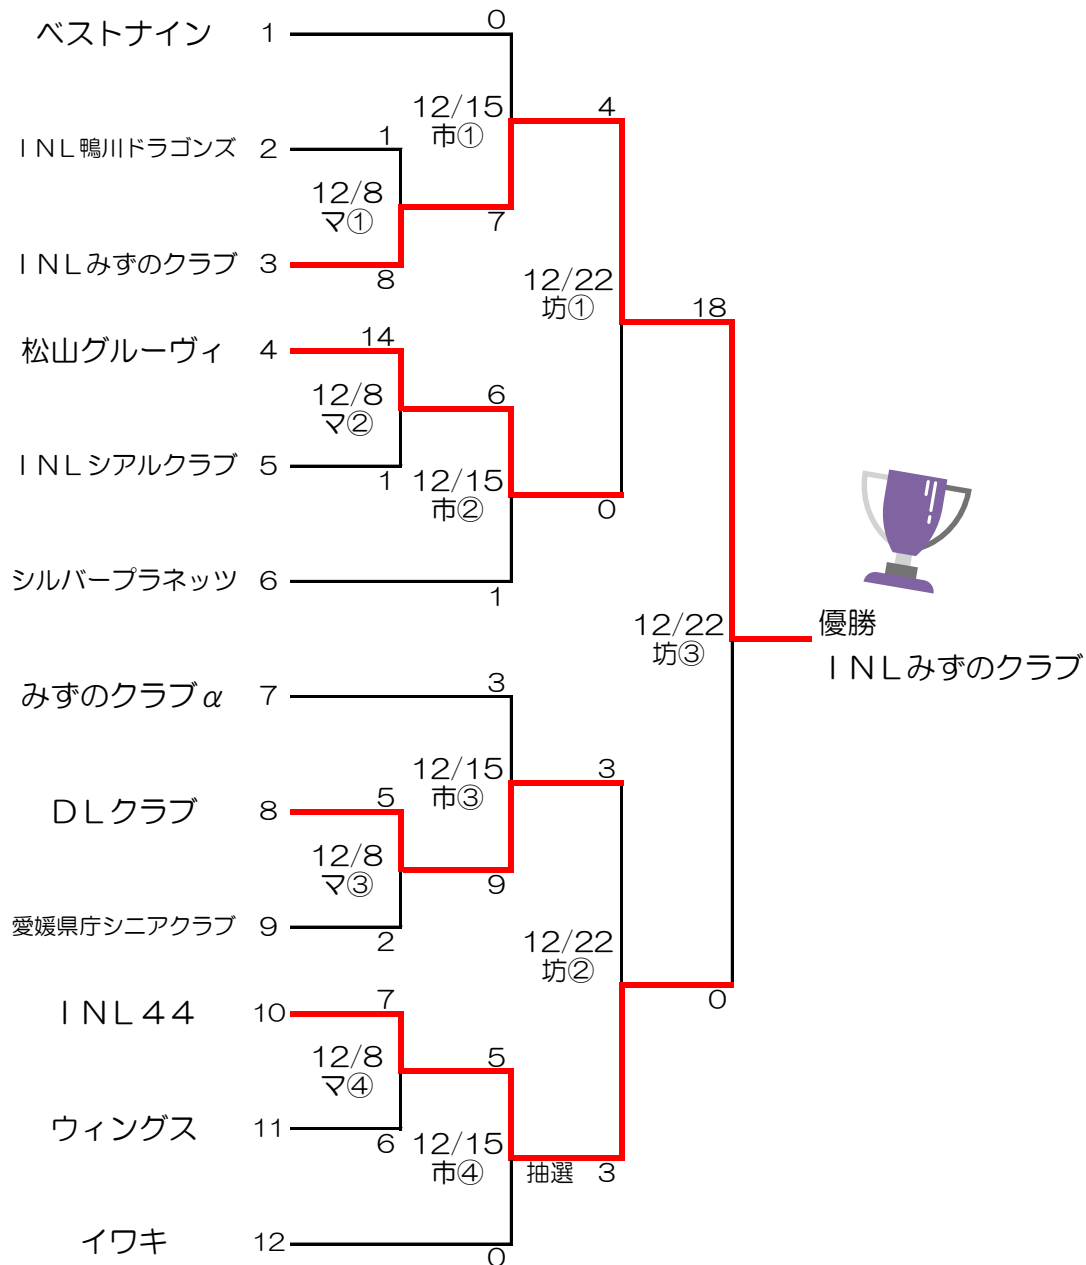 ベストナイン 1
0
12/15
市①
4
ＩＮＬ鴨川ドラゴンズ 2
1
12/8
マ①
7
ＩＮＬみずのクラブ 3
8
12/22
坊①
18
松山グルーヴィ 4
14
12/8
マ②
6
ＩＮＬシアルクラブ 5
1
12/15
市②
0
シルバープラネッツ 6
1
12/22
坊③
優勝
ＩＮＬみずのクラブ
みずのクラブα 7
3
12/15
市③
3
ＤＬクラブ 8
5
12/8
マ③
9
愛媛県庁シニアクラブ 9
2
12/22
坊②
0
ＩＮＬ４４ 10
7
12/8
マ④
5
ウィングス 11
6
12/15
市④
抽選 3
イワキ 12
0